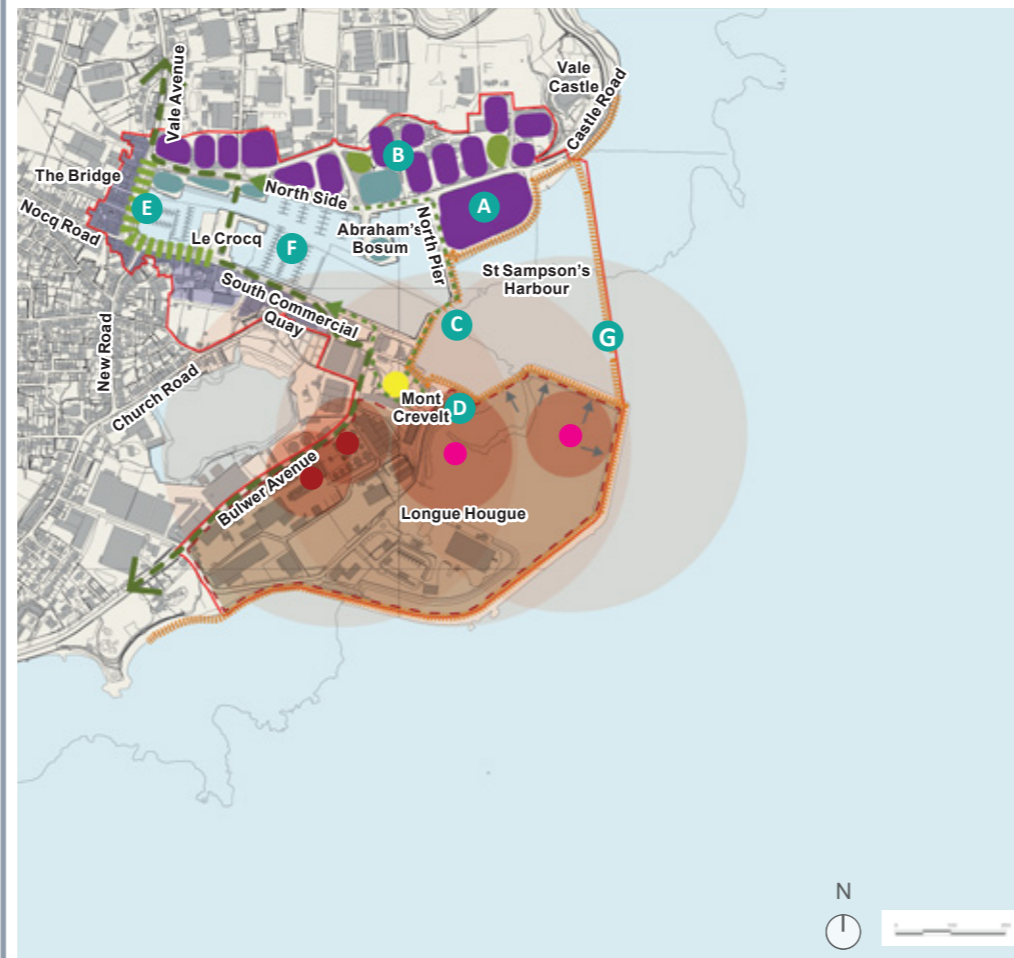 Vale
Castle
Castle Road
Vale Avenue
The Bridge
B
North Side
A
E
Nocq Road
Le Crocq
F
Abraham's
Bosum
North Pier
St Sampson's
Harbour
South Commercial
Quay
C
G
New Road
Church Road
Mont
Crevelt
D
Bulwer Avenue
Longue Hougue
N